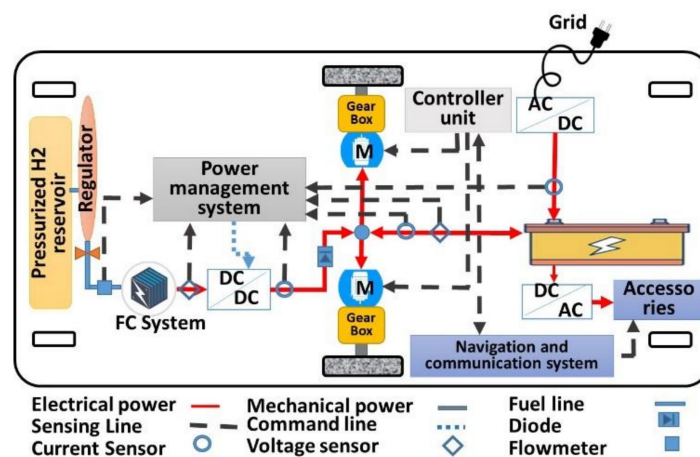 Grid
AC
DC
Gear
Box
M
Controller
unit
Pressurized H2
reservoir
Regulator
Power
management
system
DC
DC
FC System
M
Gear
Box
DC
AC
Accesso
ries
Navigation and
communication system
Electrical power
Mechanical power
Fuel line
Sensing Line
Command line
Diode
Current Sensor
Voltage sensor
Flowmeter